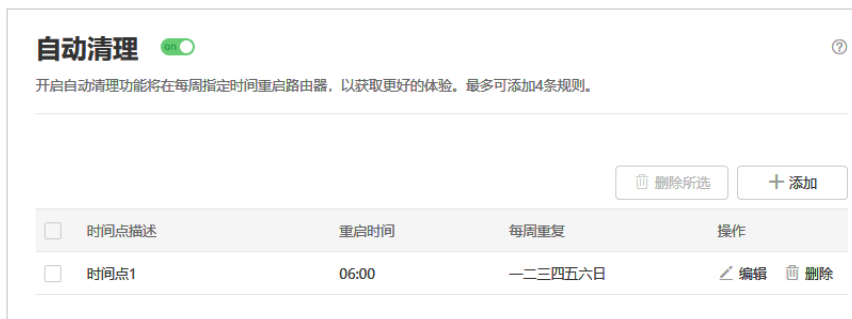 自动清理 on
开启自动清理功能将在每周指定时间重启路由器，以获取更好的体验。最多可添加4条规则。
删除所选 添加
时间点描述 重启时间 每周重复 操作
时间点1 06:00 一二三四五六日 编辑 删除